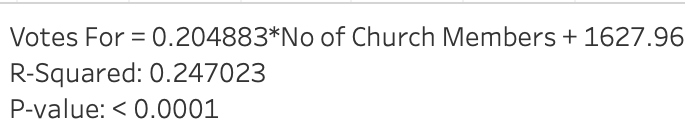 Votes For = 0.204883*No of Church Members + 1627.96
R-Squared: 0.247023
P-value: < 0.0001